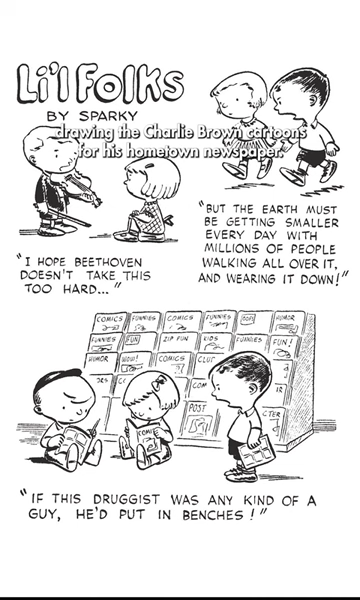 Li'l Folks
BY SPARKY
drawing the Charlie Brown cartoons
for his hometown newspaper.
"I HOPE BEETHOVEN
DOESN'T TAKE THIS
TOO HARD..."
"BUT THE EARTH MUST
BE GETTING SMALLER
EVERY DAY WITH
MILLIONS OF PEOPLE
WALKING ALL OVER IT,
AND WEARING IT DOWN!"
COMICS FUNNIES COMICS FUNNIES HUMOR
FUNNIES FUN ZIP FUN KIDS FUNNIES FUN!
HUMOR WOW! COMICS CLUE
POST
COMIC
"IF THIS DRUGGIST WAS ANY KIND OF A
GUY, HE'D PUT IN BENCHES!"